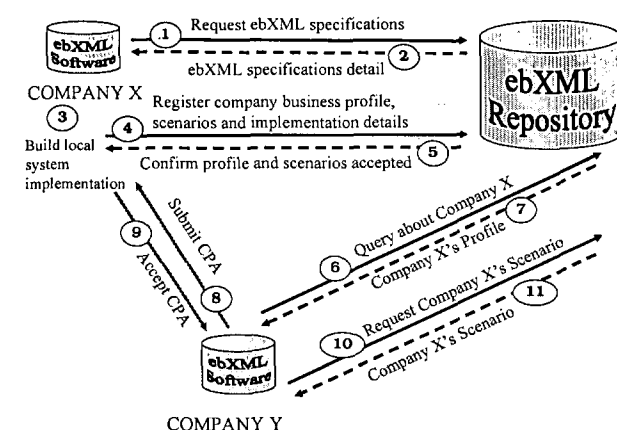 1
Request ebXML specifications
ebXML
Software
2
ebXML specifications detail
COMPANY X
ebXML
Repository
3
Build local
system
implementation
4
Register company business profile,
scenarios and implementation details
5
Confirm profile and scenarios accepted
6
Query about Company X
7
Company X's Profile
8
Submit CPA
9
Accept CPA
10
Request Company X's Scenario
11
Company X's Scenario
ebXML
Software
COMPANY Y